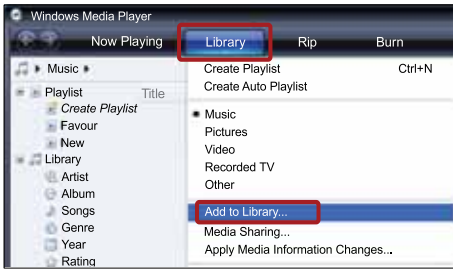 Windows Media Player
Now Playing Library Rip Burn
Music
Playlist Title
Create Playlist
Favour
New
Library
Artist
Album
Songs
Genre
Year
Rating
Create Playlist Ctrl+N
Create Auto Playlist
Music
Pictures
Video
Recorded TV
Other
Add to Library...
Media Sharing...
Apply Media Information Changes...